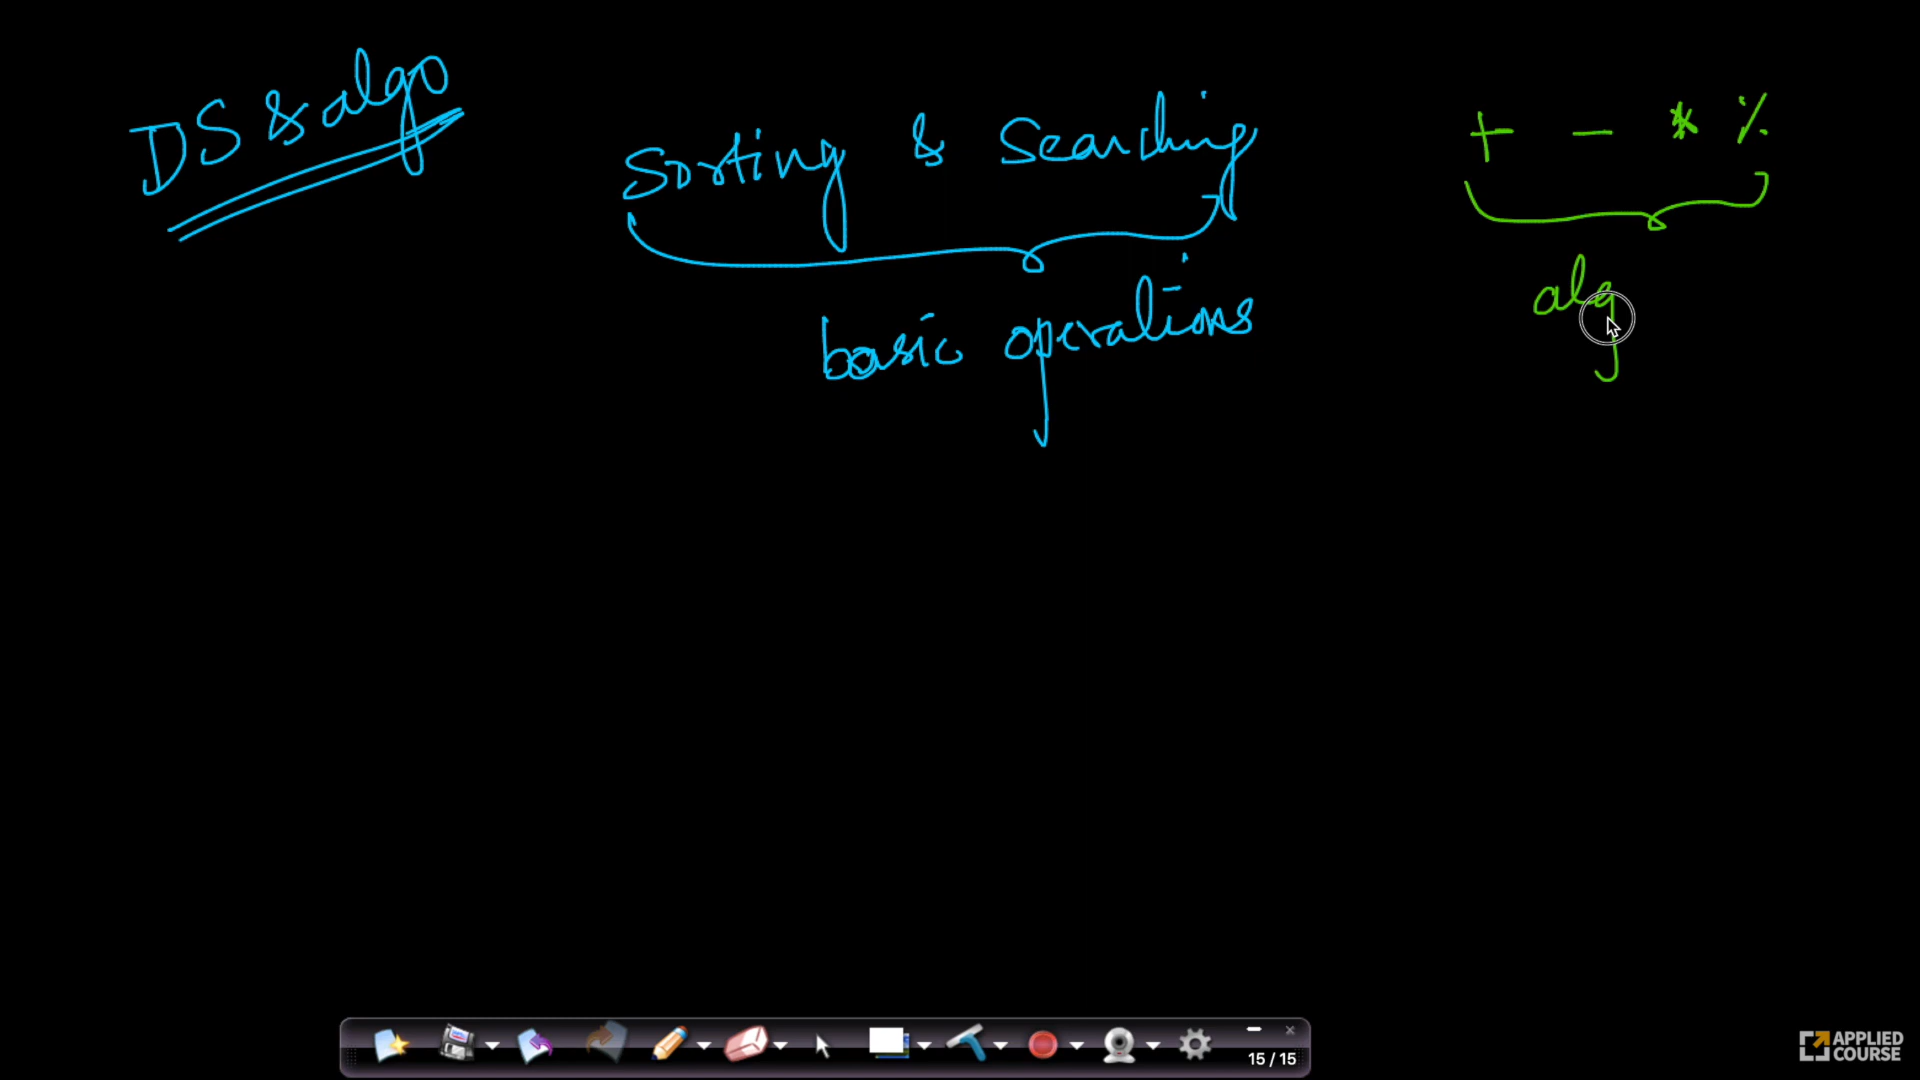 DS & algo
Sorting & Searching
+ - * %
basic operations
alg
15 / 15
APPLIED
COURSE